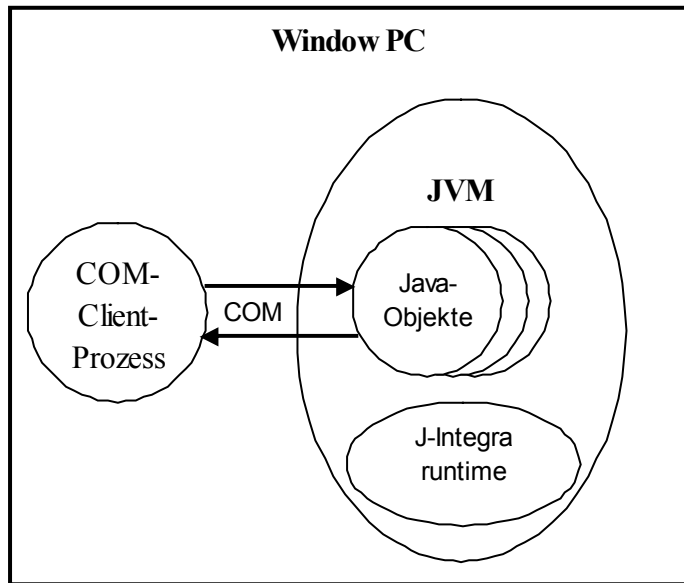 Window PC
JVM
COM-
Client-
Prozess
COM
Java-
Objekte
J-Integra
runtime